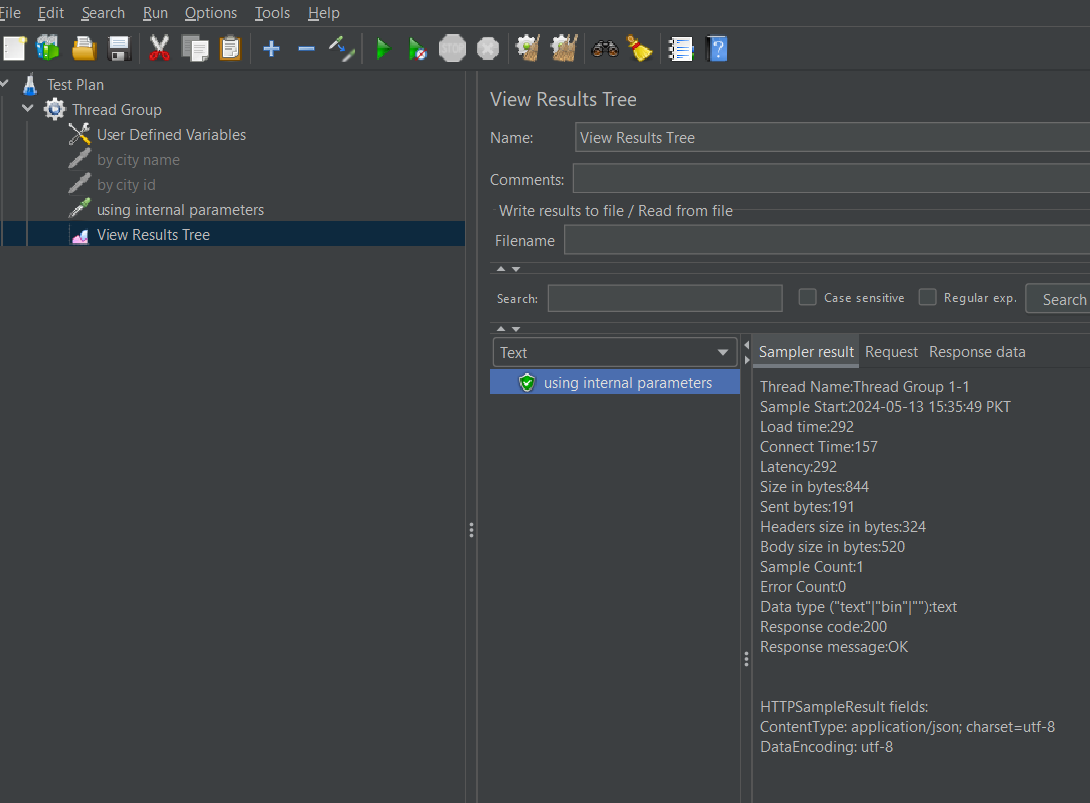 File Edit Search Run Options Tools Help
STOP
Test Plan
Thread Group
User Defined Variables
by city name
by city id
using internal parameters
View Results Tree
View Results Tree
Name: View Results Tree
Comments:
Write results to file / Read from file
Filename
Search: Case sensitive Regular exp. Search
Text
using internal parameters
Sampler result Request Response data
Thread Name:Thread Group 1-1
Sample Start:2024-05-13 15:35:49 PKT
Load time:292
Connect Time:157
Latency:292
Size in bytes:844
Sent bytes:191
Headers size in bytes:324
Body size in bytes:520
Sample Count:1
Error Count:0
Data type ("text"|"bin"|""):text
Response code:200
Response message:OK
HTTPSampleResult fields:
ContentType: application/json; charset=utf-8
DataEncoding: utf-8